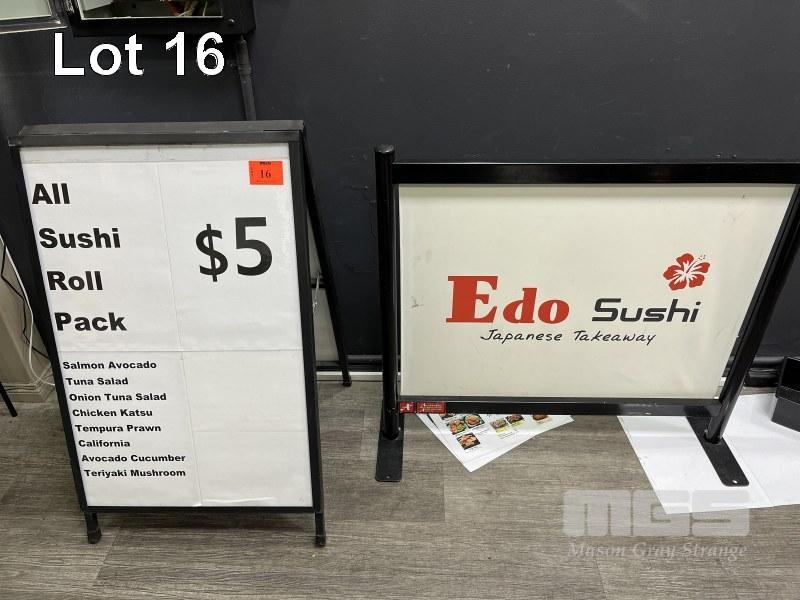 Lot 16
All
Sushi
Roll
Pack
16
$5
Salmon Avocado
Tuna Salad
Onion Tuna Salad
Chicken Katsu
Tempura Prawn
California
Avocado Cucumber
Teriyaki Mushroom
Edo Sushi
Japanese Takeaway
MGS
Mason Gray Strange